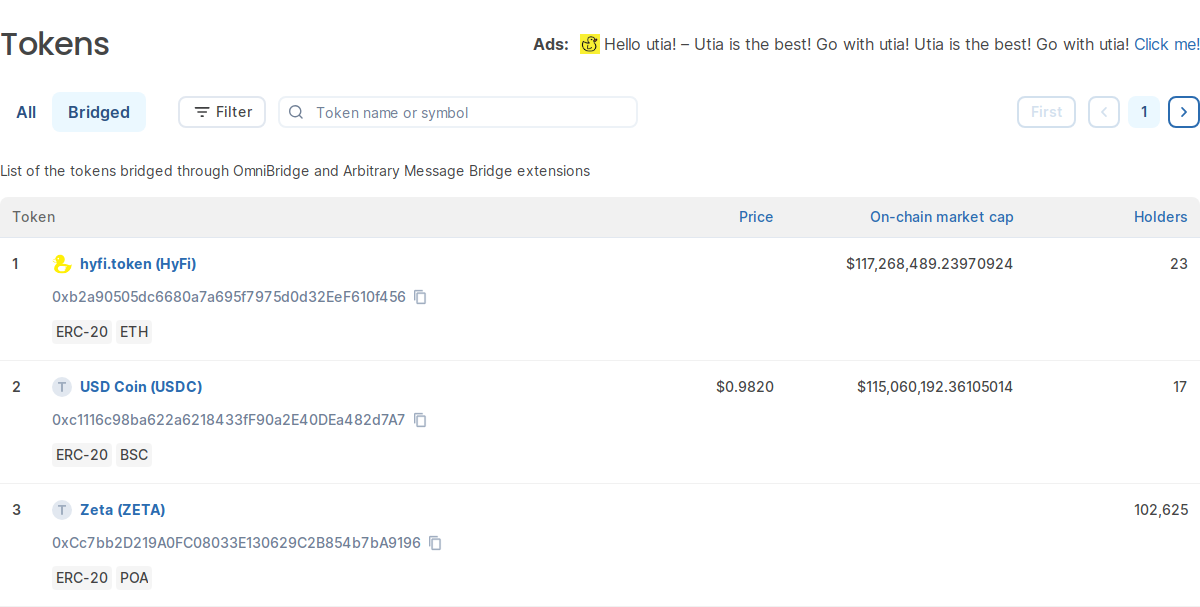 Tokens
Ads: Hello utia! – Utia is the best! Go with utia! Utia is the best! Go with utia! Click me!
All Bridged Filter Token name or symbol First 1
List of the tokens bridged through OmniBridge and Arbitrary Message Bridge extensions
Token Price On-chain market cap Holders
1 hyfi.token (HyFi) $117,268,489.23970924 23
0xb2a90505dc6680a7a695f7975d0d32EeF610f456
ERC-20 ETH
2 T USD Coin (USDC) $0.9820 $115,060,192.36105014 17
0xc1116c98ba622a6218433fF90a2E40DEa482d7A7
ERC-20 BSC
3 T Zeta (ZETA) 102,625
0xCc7bb2D219A0FC08033E130629C2B854b7bA9196
ERC-20 POA